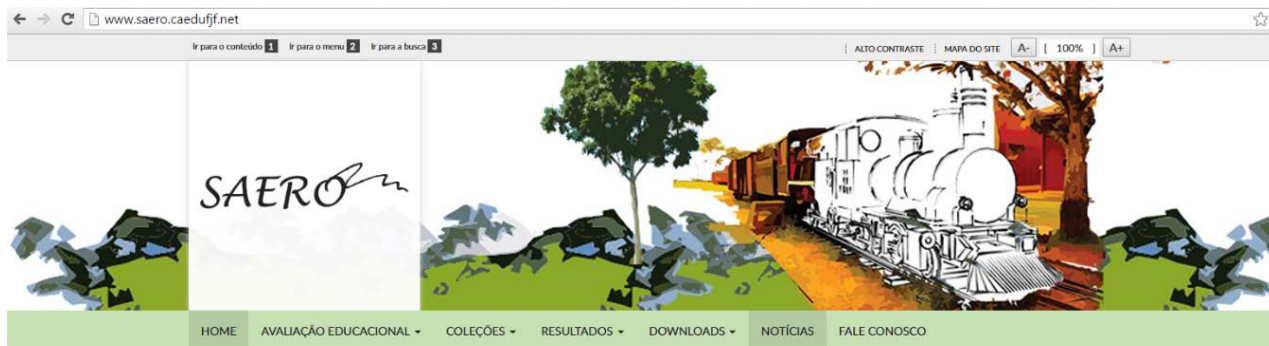 www.saero.caedufjf.net
Ir para o conteúdo 1 Ir para o menu 2 Ir para a busca 3 ALTO CONTRASTE MAPA DO SITE A- [ 100% ] A+
SAERO
HOME AVALIAÇÃO EDUCACIONAL COLEÇÕES RESULTADOS DOWNLOADS NOTÍCIAS FALE CONOSCO